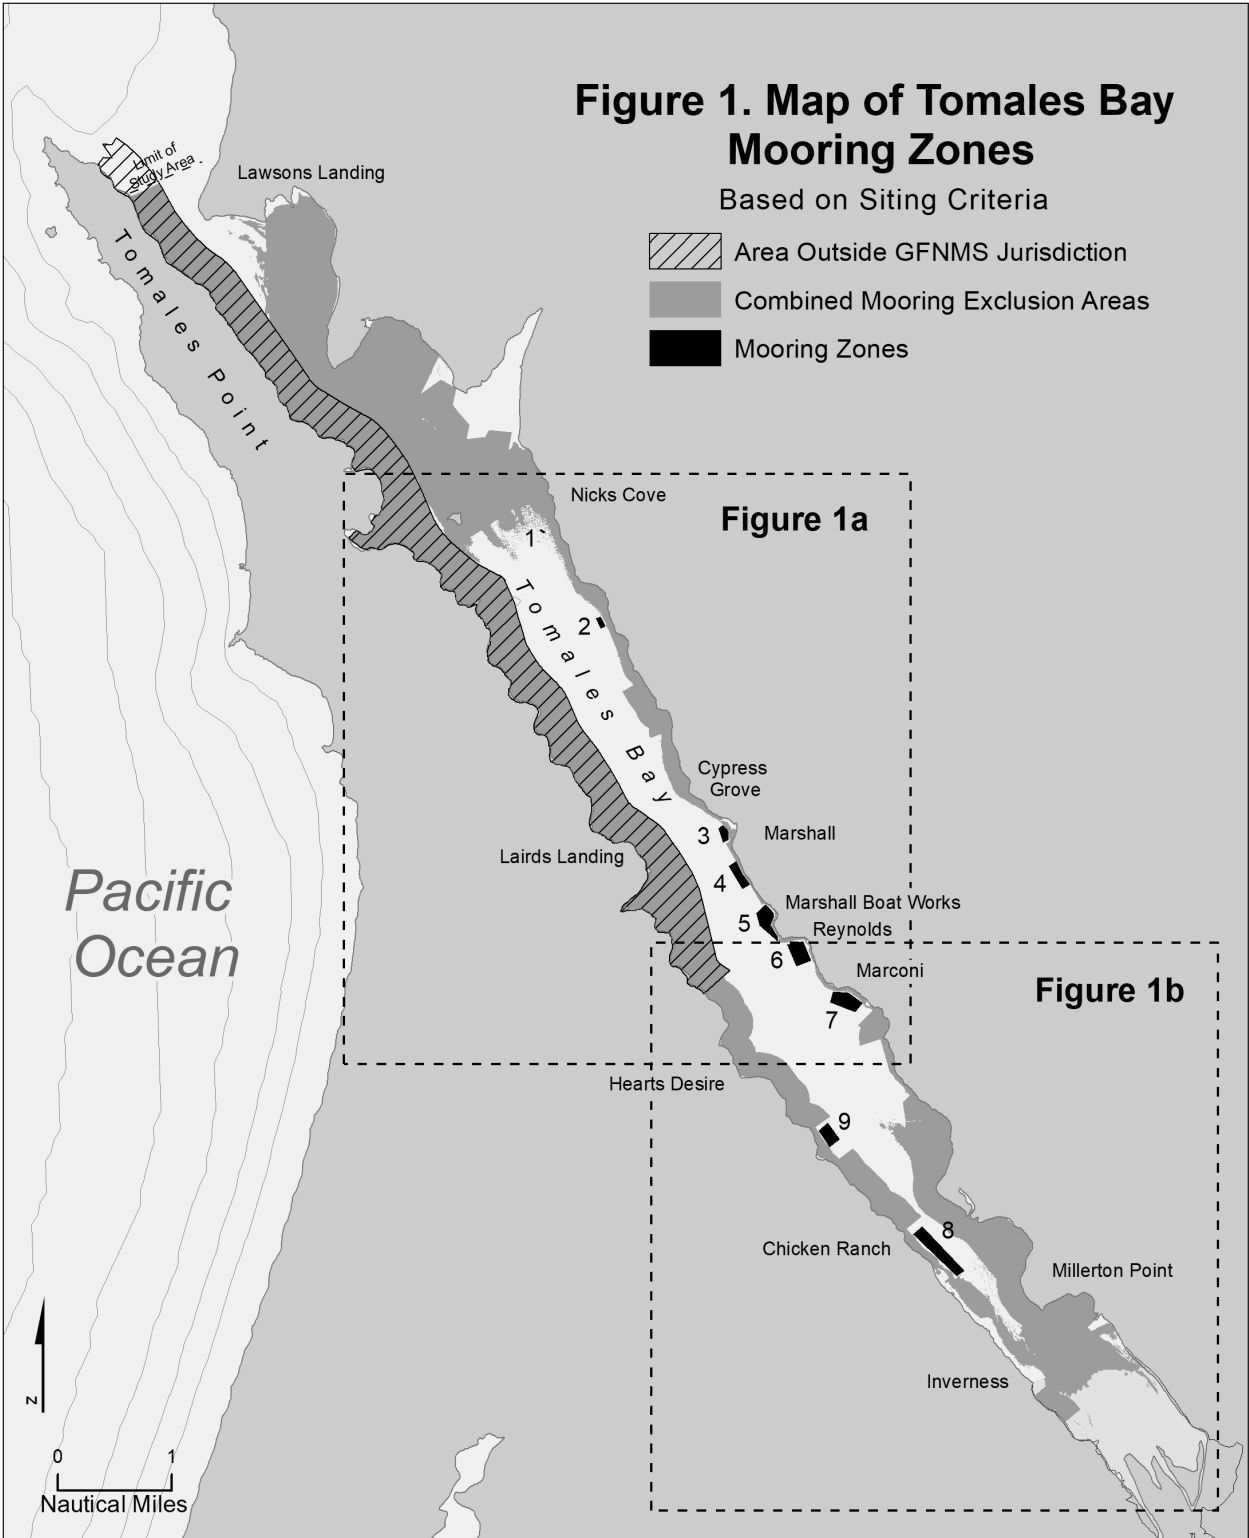 Figure 1. Map of Tomales Bay
Mooring Zones
Based on Siting Criteria
Area Outside GFNMS Jurisdiction
Combined Mooring Exclusion Areas
Mooring Zones
Limit of
Study Area
Lawsons Landing
Tomales Point
Nicks Cove
Figure 1a
1
Tomales Bay
2
Cypress
Grove
3
Marshall
Lairds Landing
4
Marshall Boat Works
5
Reynolds
6
Marconi
Pacific
Ocean
Figure 1b
7
Hearts Desire
9
8
Chicken Ranch
Millerton Point
Inverness
N
0 1
Nautical Miles